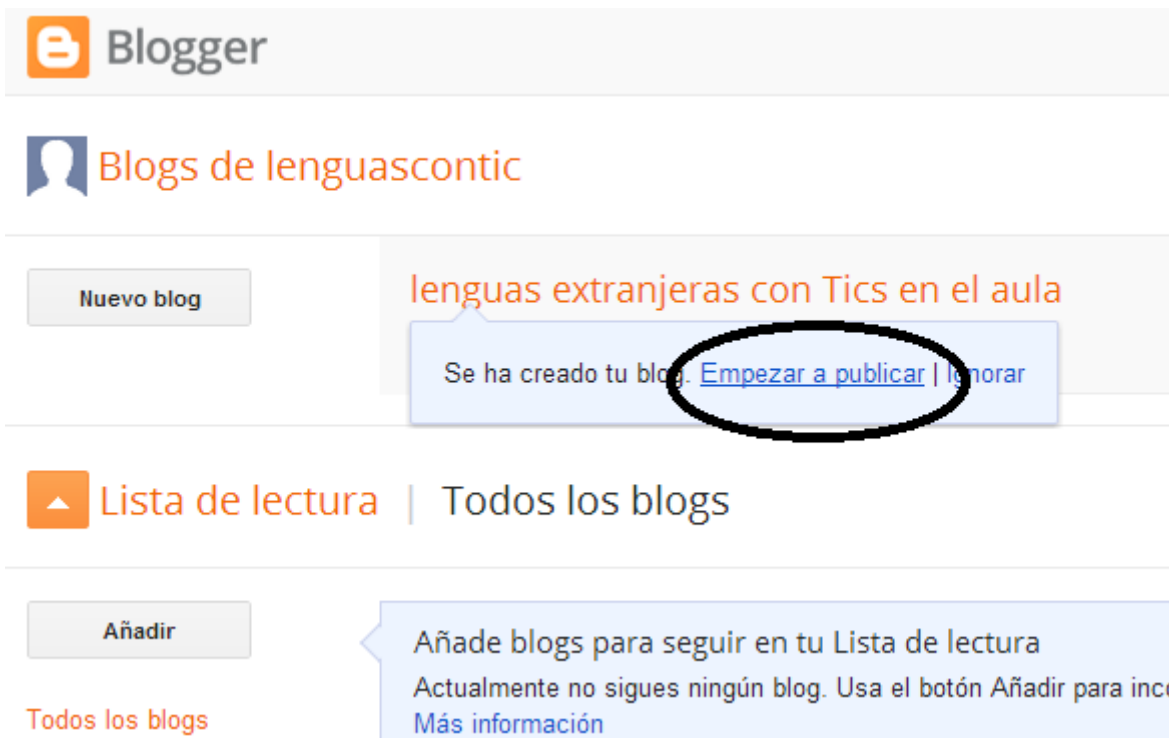 Blogger
Blogs de lenguascontic
Nuevo blog
lenguas extranjeras con Tics en el aula
Se ha creado tu blog. Empezar a publicar | Ignorar
Lista de lectura | Todos los blogs
Añadir
Añade blogs para seguir en tu Lista de lectura
Actualmente no sigues ningún blog. Usa el botón Añadir para
Más información
Todos los blogs